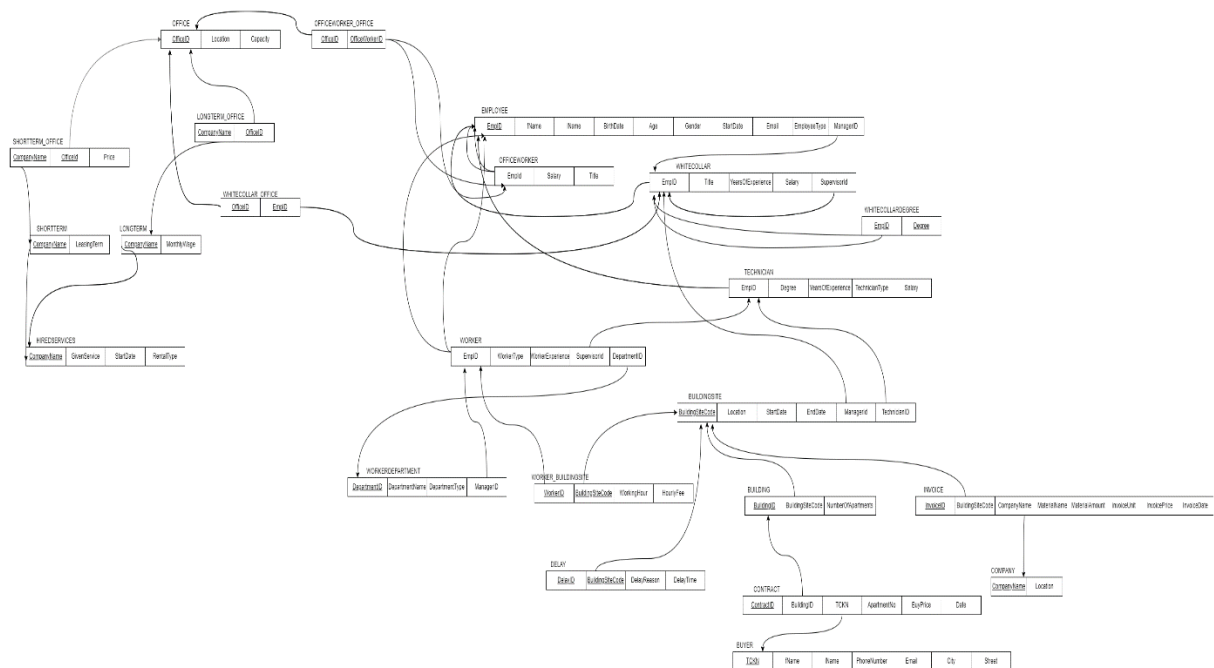 OFFICE
OfficeID Location Capacity
OFFICEWORKER_OFFICE
OfficeID OfficeWorkerID
LONGTERM_OFFICE
CompanyName OfficeID
SHORTTERM_OFFICE
CompanyName OfficeId Price
EMPLOYEE
EmpID fName lName BirthDate Age Gender StartDate Email EmployeeType ManagerID
OFFICEWORKER
EmpId Salary Title
WHITECOLLAR
EmpID Title YearsOfExperience Salary SupervisorId
WHITECOLLAR_OFFICE
OfficeID EmpID
WHITECOLLARDEGREE
EmpID Degree
SHORTTERM
CompanyName LeasingTerm
LONGTERM
CompanyName MonthlyWage
TECHNICIAN
EmpID Degree YearsOfExperience TechnicianType Salary
HIREDSERVICES
CompanyName GivenService StartDate RentalType
WORKER
EmpID WorkerType WorkerExperience SupervisorId DepartmentID
BUILDINGSITE
BuildingSiteCode Location StartDate EndDate ManagerId TechnicianID
WORKERDEPARTMENT
DepartmentID DepartmentName DepartmentType ManagerID
WORKER_BUILDINGSITE
WorkerID BuildingSiteCode WorkingHour HourlyFee
BUILDING
BuildingID BuildingSiteCode NumberOfApartments
INVOICE
InvoiceID BuildingSiteCode CompanyName MaterialName MaterialAmount InvoiceUnit InvoicePrice InvoiceDate
DELAY
DelayID BuildingSiteCode DelayReason DelayTime
COMPANY
CompanyName Location
CONTRACT
ContractID BuildingID TCKN ApartmentNo BuyPrice Date
BUYER
TCKN fName lName PhoneNumber Email City Street